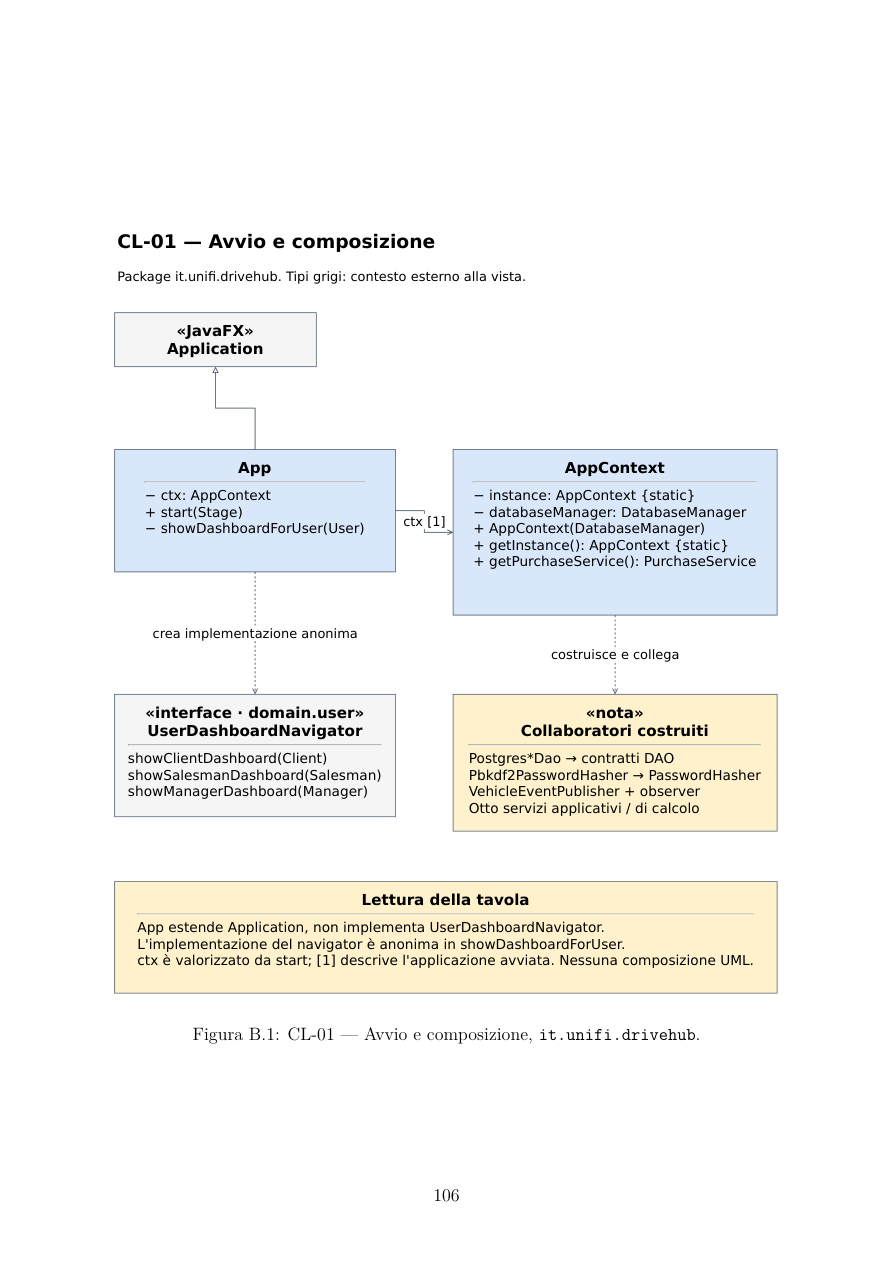 CL-01 — Avvio e composizione
Package it.unifi.drivehub. Tipi grigi: contesto esterno alla vista.
«JavaFX»
Application
App
− ctx: AppContext
+ start(Stage)
− showDashboardForUser(User)
ctx [1]
AppContext
− instance: AppContext {static}
− databaseManager: DatabaseManager
+ AppContext(DatabaseManager)
+ getInstance(): AppContext {static}
+ getPurchaseService(): PurchaseService
crea implementazione anonima
costruisce e collega
«interface · domain.user»
UserDashboardNavigator
showClientDashboard(Client)
showSalesmanDashboard(Salesman)
showManagerDashboard(Manager)
«nota»
Collaboratori costruiti
Postgres*Dao → contratti DAO
Pbkdf2PasswordHasher → PasswordHasher
VehicleEventPublisher + observer
Otto servizi applicativi / di calcolo
Lettura della tavola
App estende Application, non implementa UserDashboardNavigator.
L'implementazione del navigator è anonima in showDashboardForUser.
ctx è valorizzato da start; [1] descrive l'applicazione avviata. Nessuna composizione UML.
Figura B.1: CL-01 — Avvio e composizione, it.unifi.drivehub.
106